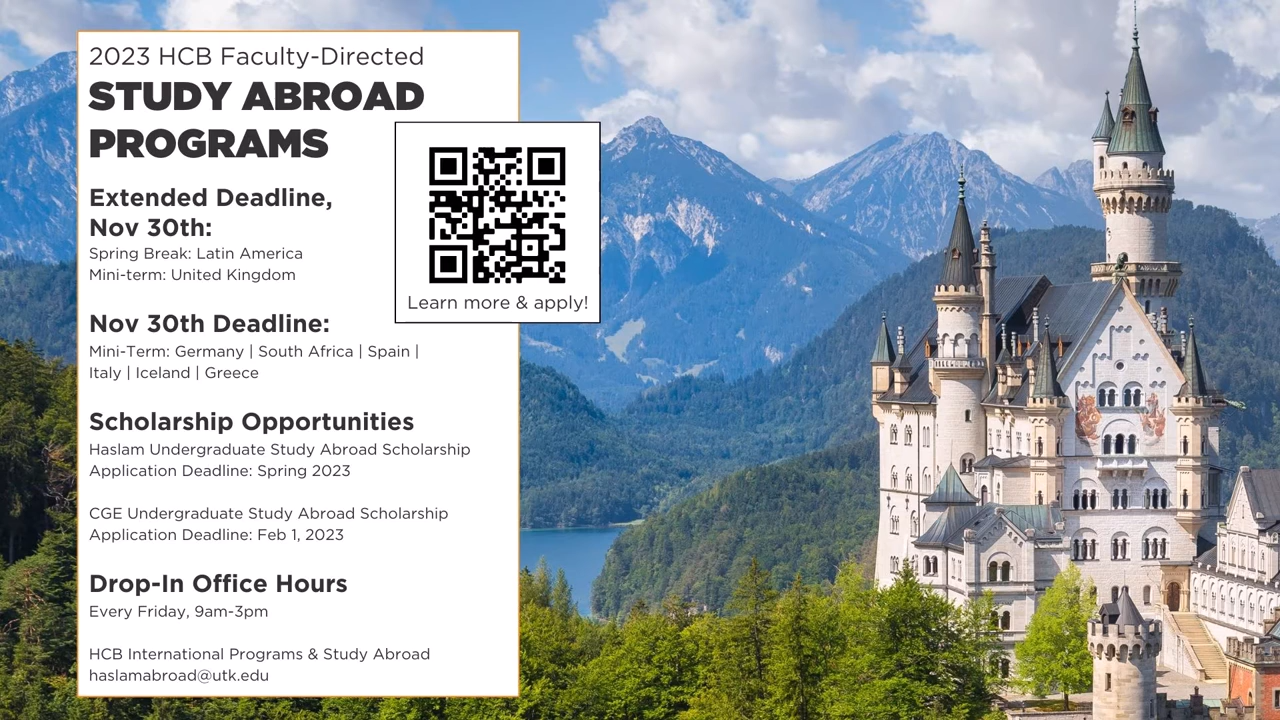 2023 HCB Faculty-Directed
STUDY ABROAD
PROGRAMS
Extended Deadline,
Nov 30th:
Spring Break: Latin America
Mini-term: United Kingdom
Learn more & apply!
Nov 30th Deadline:
Mini-Term: Germany | South Africa | Spain |
Italy | Iceland | Greece
Scholarship Opportunities
Haslam Undergraduate Study Abroad Scholarship
Application Deadline: Spring 2023
CGE Undergraduate Study Abroad Scholarship
Application Deadline: Feb 1, 2023
Drop-In Office Hours
Every Friday, 9am-3pm
HCB International Programs & Study Abroad
haslamabroad@utk.edu